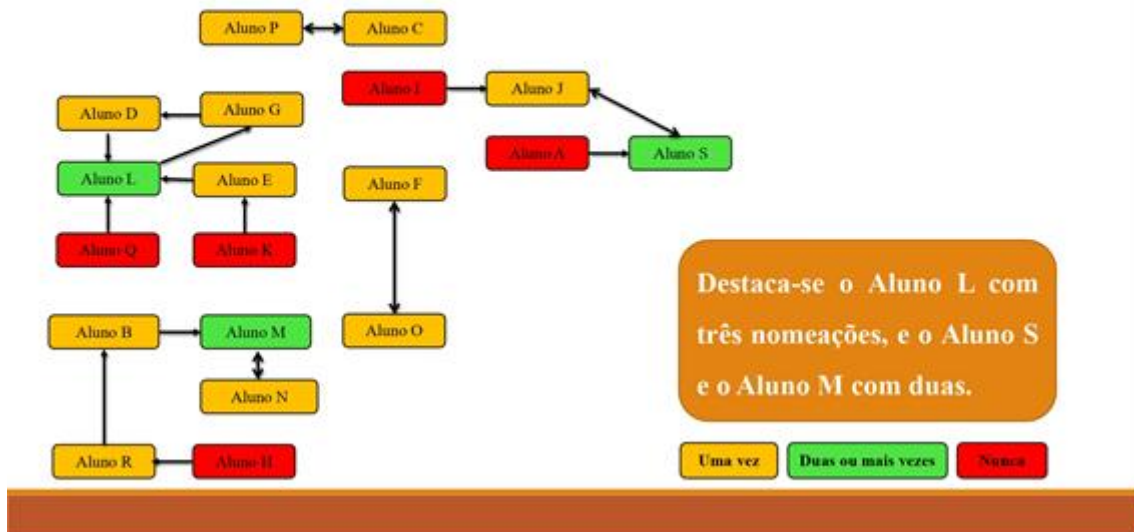 Aluno P
Aluno C
Aluno I
Aluno J
Aluno D
Aluno G
Aluno A
Aluno S
Aluno L
Aluno E
Aluno F
Aluno Q
Aluno K
Aluno B
Aluno M
Aluno O
Aluno N
Aluno R
Aluno H
Destaca-se o Aluno L com
três nomeações, e o Aluno S
e o Aluno M com duas.
Uma vez
Duas ou mais vezes
Nunca